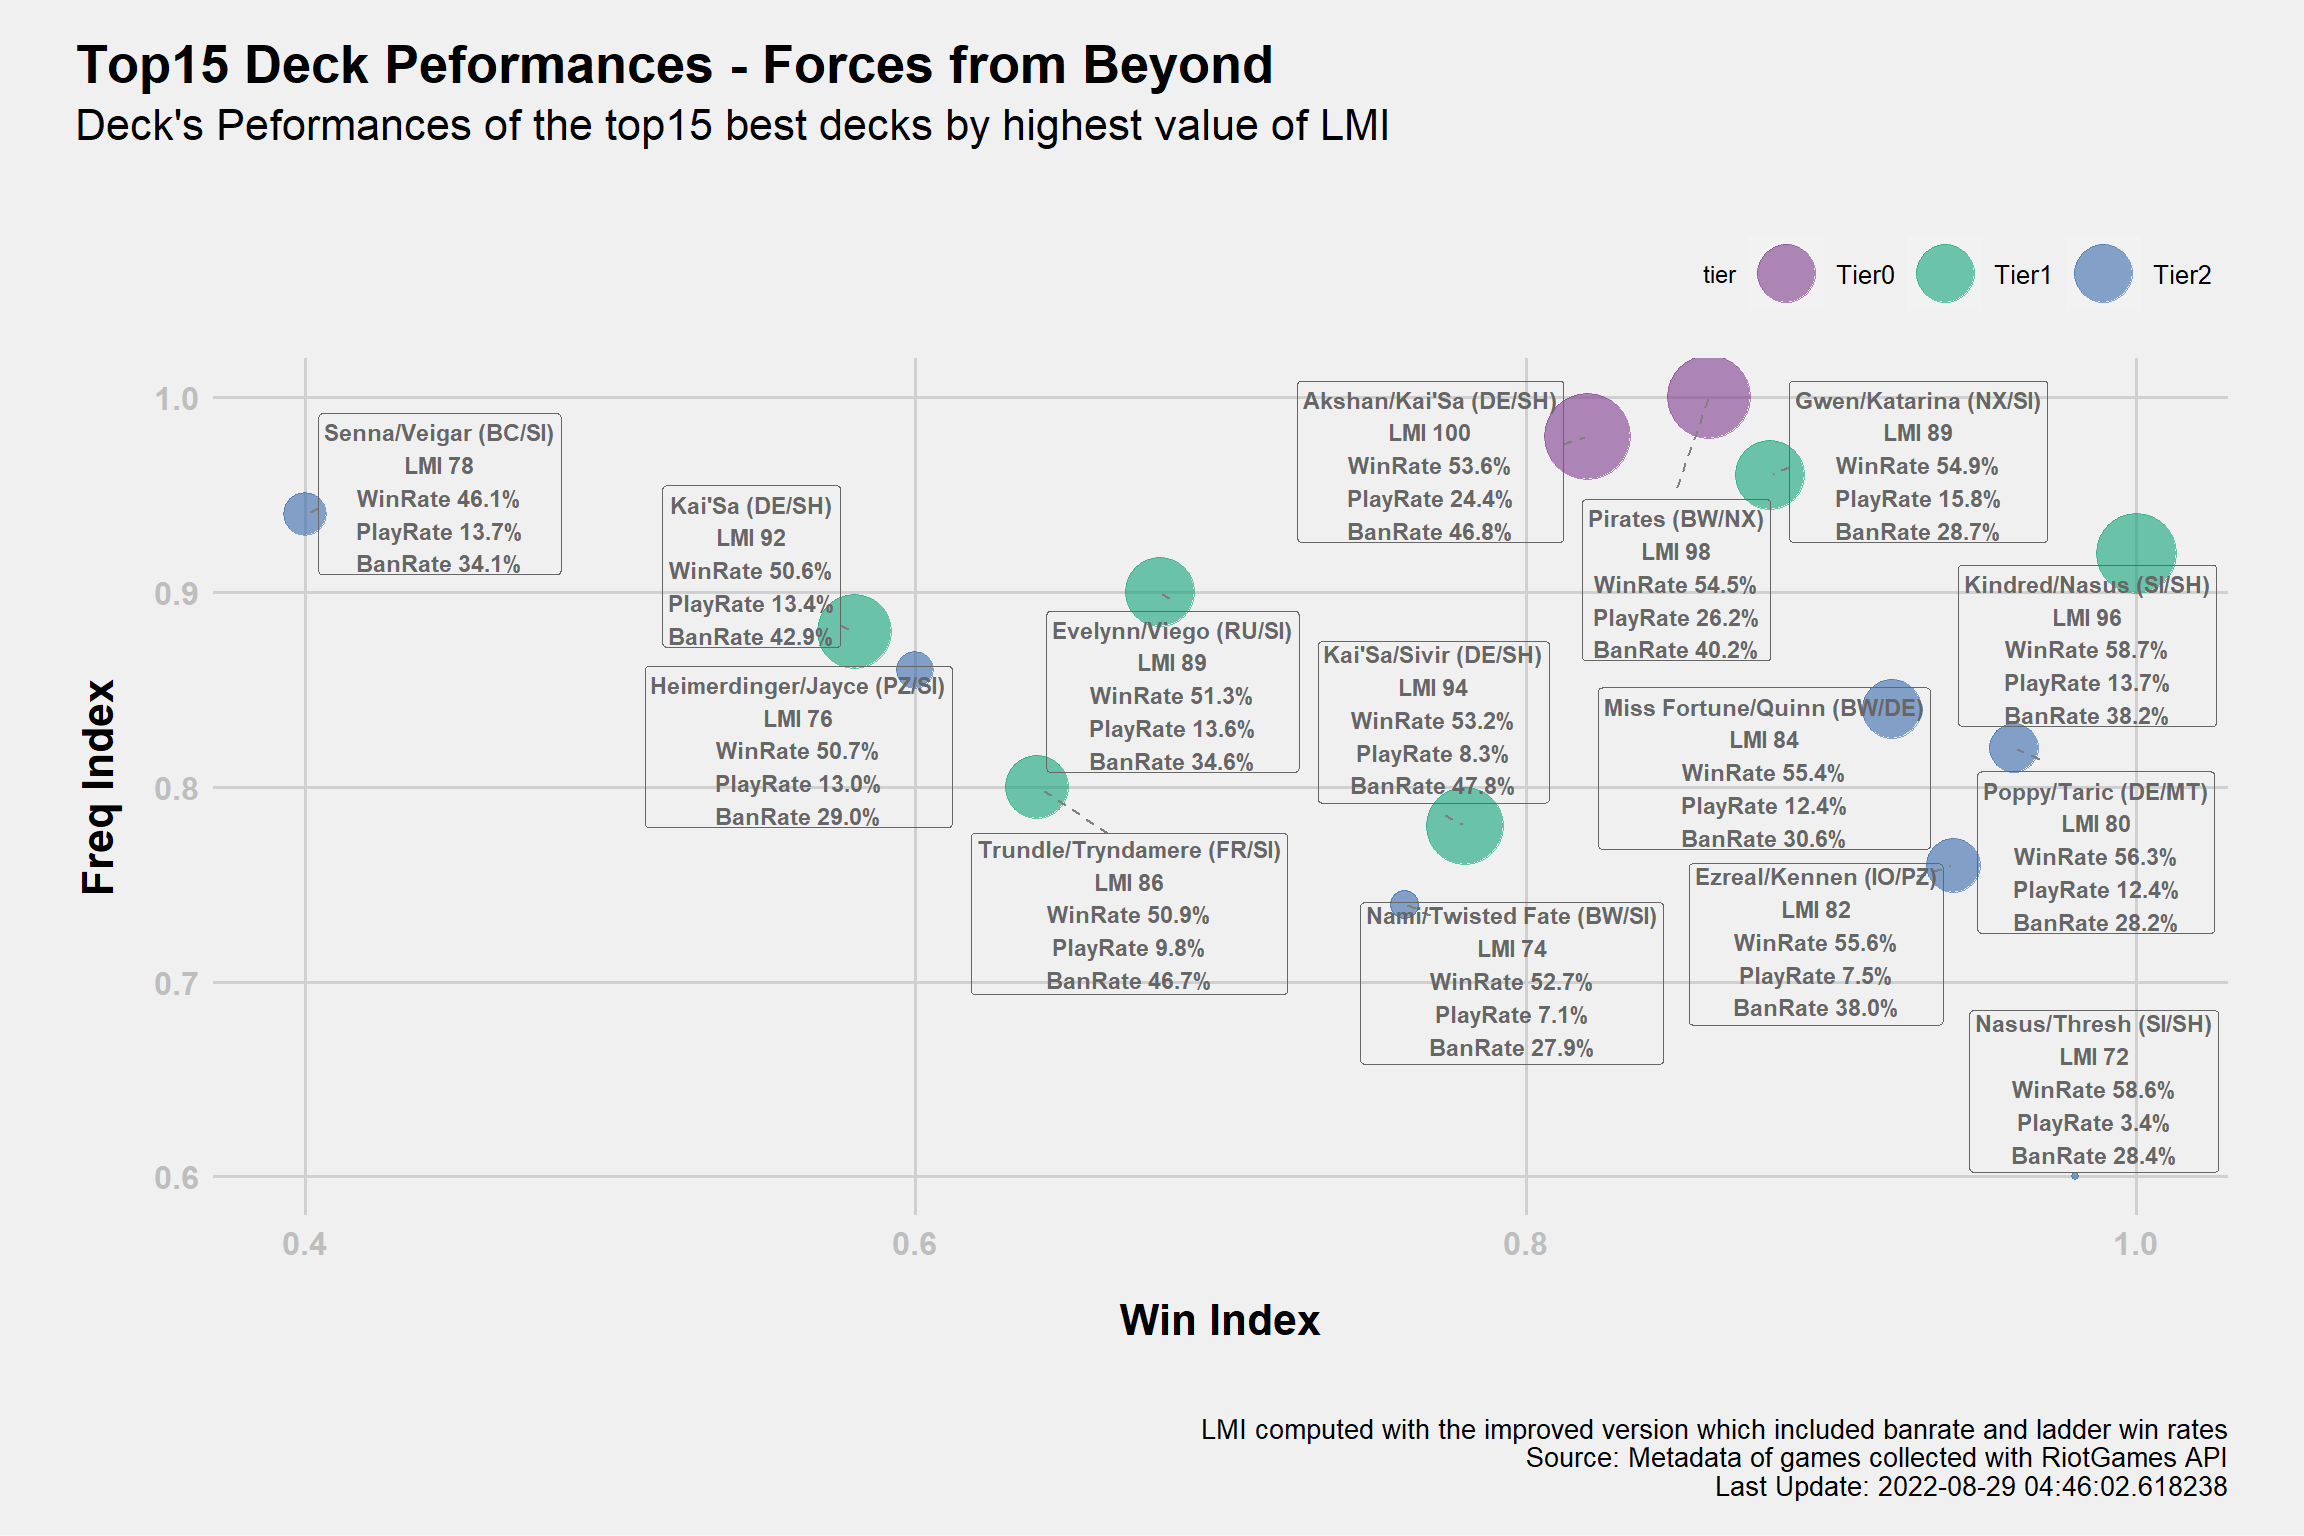 Top15 Deck Peformances - Forces from Beyond
Deck's Peformances of the top15 best decks by highest value of LMI
tier
Tier0
Tier1
Tier2
Freq Index
1.0
0.9
0.8
0.7
0.6
Senna/Veigar (BC/SI)
LMI 78
WinRate 46.1%
PlayRate 13.7%
BanRate 34.1%
Kai'Sa (DE/SH)
LMI 92
WinRate 50.6%
PlayRate 13.4%
BanRate 42.9%
Heimerdinger/Jayce (PZ/SI)
LMI 76
WinRate 50.7%
PlayRate 13.0%
BanRate 29.0%
Evelynn/Viego (RU/SI)
LMI 89
WinRate 51.3%
PlayRate 13.6%
BanRate 34.6%
Trundle/Tryndamere (FR/SI)
LMI 86
WinRate 50.9%
PlayRate 9.8%
BanRate 46.7%
Akshan/Kai'Sa (DE/SH)
LMI 100
WinRate 53.6%
PlayRate 24.4%
BanRate 46.8%
Kai'Sa/Sivir (DE/SH)
LMI 94
WinRate 53.2%
PlayRate 8.3%
BanRate 47.8%
Nami/Twisted Fate (BW/SI)
LMI 74
WinRate 52.7%
PlayRate 7.1%
BanRate 27.9%
Pirates (BW/NX)
LMI 98
WinRate 54.5%
PlayRate 26.2%
BanRate 40.2%
Gwen/Katarina (NX/SI)
LMI 89
WinRate 54.9%
PlayRate 15.8%
BanRate 28.7%
Miss Fortune/Quinn (BW/DE)
LMI 84
WinRate 55.4%
PlayRate 12.4%
BanRate 30.6%
Ezreal/Kennen (IO/PZ)
LMI 82
WinRate 55.6%
PlayRate 7.5%
BanRate 38.0%
Kindred/Nasus (SI/SH)
LMI 96
WinRate 58.7%
PlayRate 13.7%
BanRate 38.2%
Poppy/Taric (DE/MT)
LMI 80
WinRate 56.3%
PlayRate 12.4%
BanRate 28.2%
Nasus/Thresh (SI/SH)
LMI 72
WinRate 58.6%
PlayRate 3.4%
BanRate 28.4%
0.4
0.6
0.8
1.0
Win Index
LMI computed with the improved version which included banrate and ladder win rates
Source: Metadata of games collected with RiotGames API
Last Update: 2022-08-29 04:46:02.618238